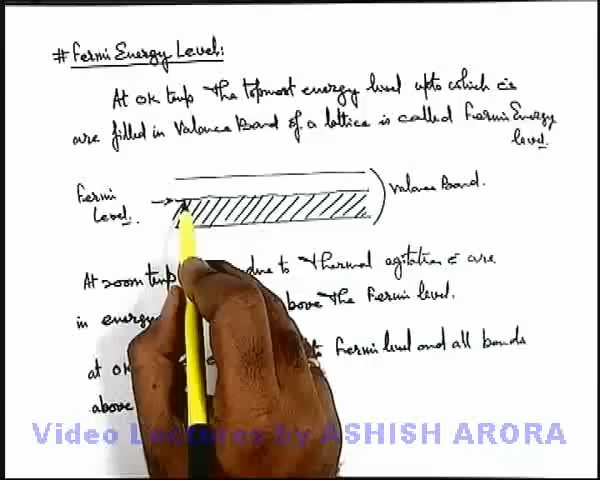 # Fermi Energy Level:
At 0K temp the topmost energy level upto which e's
are filled in Valance Band of a lattice is called Fermi Energy
level.
Fermi
Level.
Valance Band.
At room temp due to thermal agitation e are
in energy above the Fermi level.
at 0K Fermi level and all bands
above
Video Lectures by ASHISH ARORA